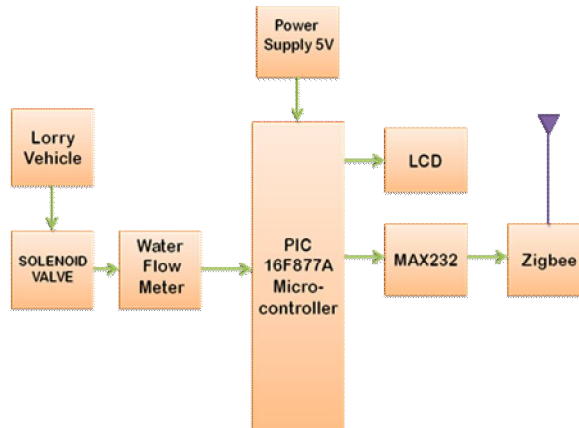 Power
Supply 5V
Lorry
Vehicle
LCD
SOLENOID
VALVE
Water
Flow
Meter
PIC
16F877A
Micro-
controller
MAX232
Zigbee